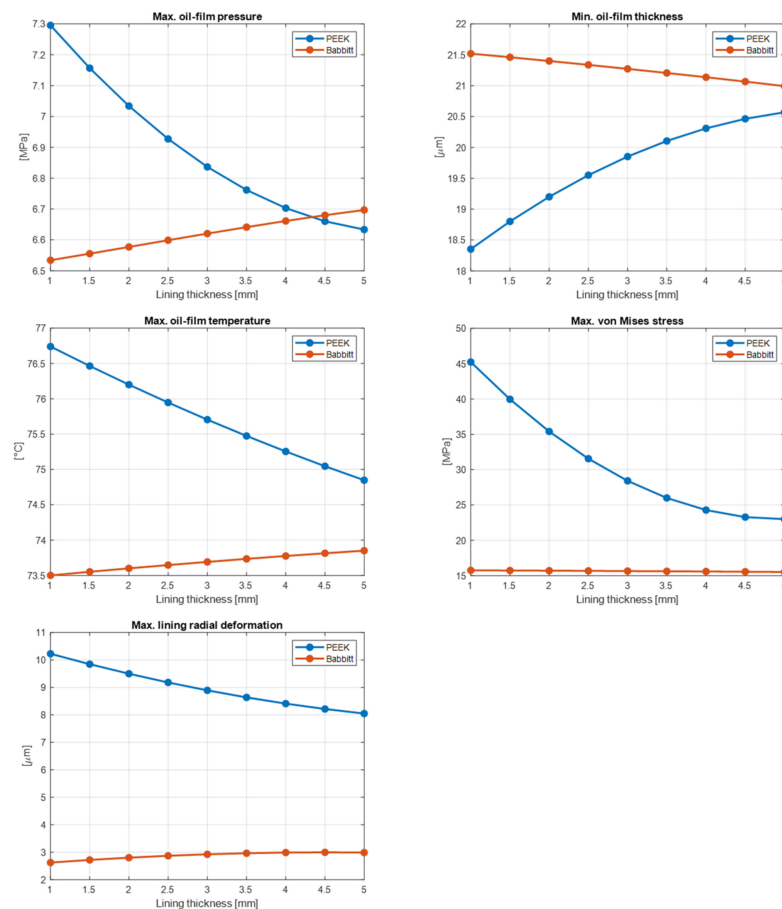 Max. oil-film pressure
7.3
7.2
7.1
7
6.9
6.8
6.7
6.6
6.5
[MPa]
PEEK
Babbitt
1 1.5 2 2.5 3 3.5 4 4.5 5
Lining thickness [mm]
Min. oil-film thickness
22
21.5
21
20.5
20
19.5
19
18.5
18
[μm]
PEEK
Babbitt
1 1.5 2 2.5 3 3.5 4 4.5
Lining thickness [mm]
Max. oil-film temperature
77
76.5
76
75.5
75
74.5
74
73.5
[°C]
PEEK
Babbitt
1 1.5 2 2.5 3 3.5 4 4.5 5
Lining thickness [mm]
Max. von Mises stress
50
45
40
35
30
25
20
15
[MPa]
PEEK
Babbitt
1 1.5 2 2.5 3 3.5 4 4.5
Lining thickness [mm]
Max. lining radial deformation
11
10
9
8
7
6
5
4
3
2
[μm]
PEEK
Babbitt
1 1.5 2 2.5 3 3.5 4 4.5 5
Lining thickness [mm]